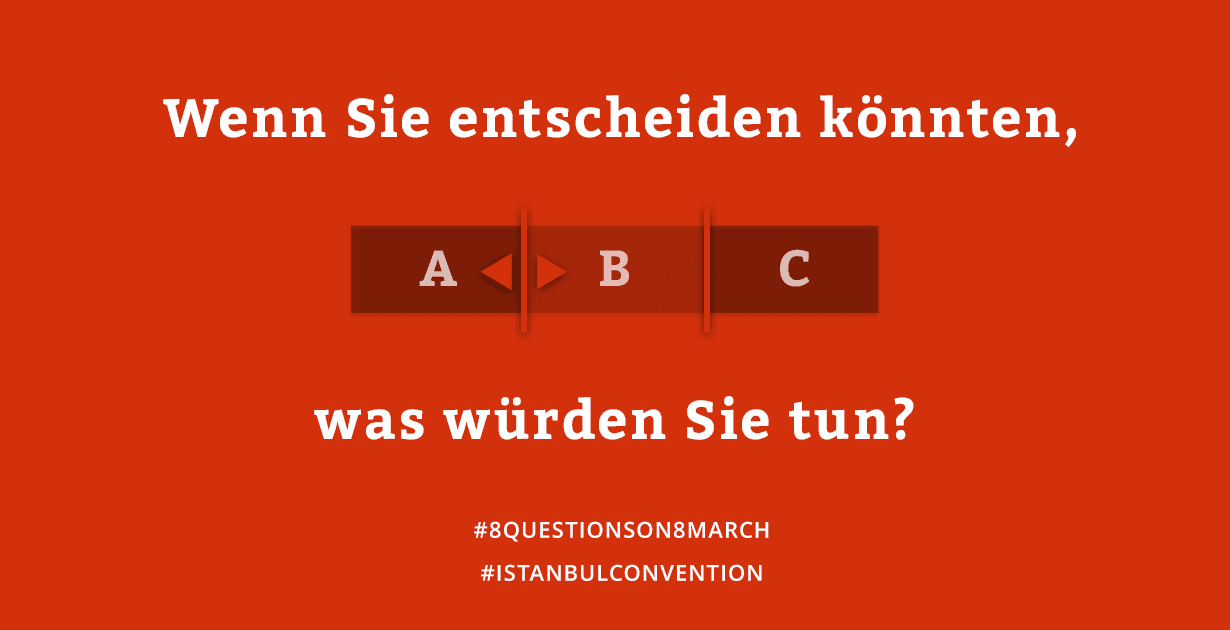 Wenn Sie entscheiden könnten,
A B C
was würden Sie tun?
#8QUESTIONSON8MARCH
#ISTANBULCONVENTION